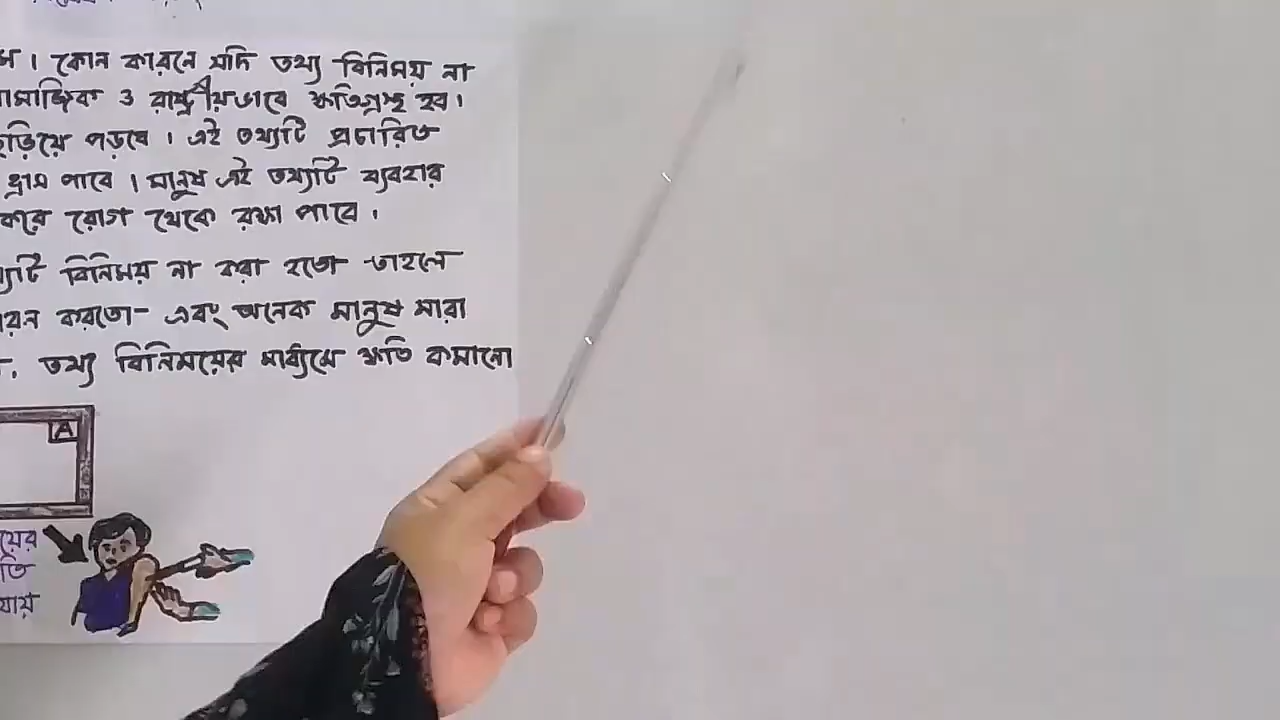 । কোন কারনে যদি তথ্য বিনিময় না
সামাজিক ও রাষ্ট্রীয়ভাবে ক্ষতিগ্রস্থ হব।
ছড়িয়ে পড়বে। এই তথ্যটি প্রচারিত
হ্রাস পাবে। মানুষ এই তথ্যটি ব্যবহার
করে রোগ থেকে রক্ষা পাবে।
্যটি বিনিময় না করা হতো তাহলে
রন করতো- এবং অনেক মানুষ মারা
তথ্য বিনিময়ের মাধ্যমে ক্ষতি কমানো
A
য়ের
তি
যায়